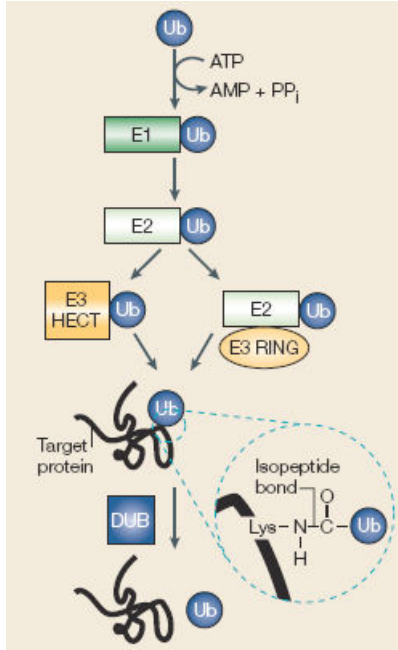 Ub
ATP
AMP + PPi
E1 Ub
E2 Ub
E3
HECT
Ub
E2 Ub
E3 RING
Ub
Target
protein
Isopeptide
bond
O
Lys–N–C–Ub
H
DUB
Ub